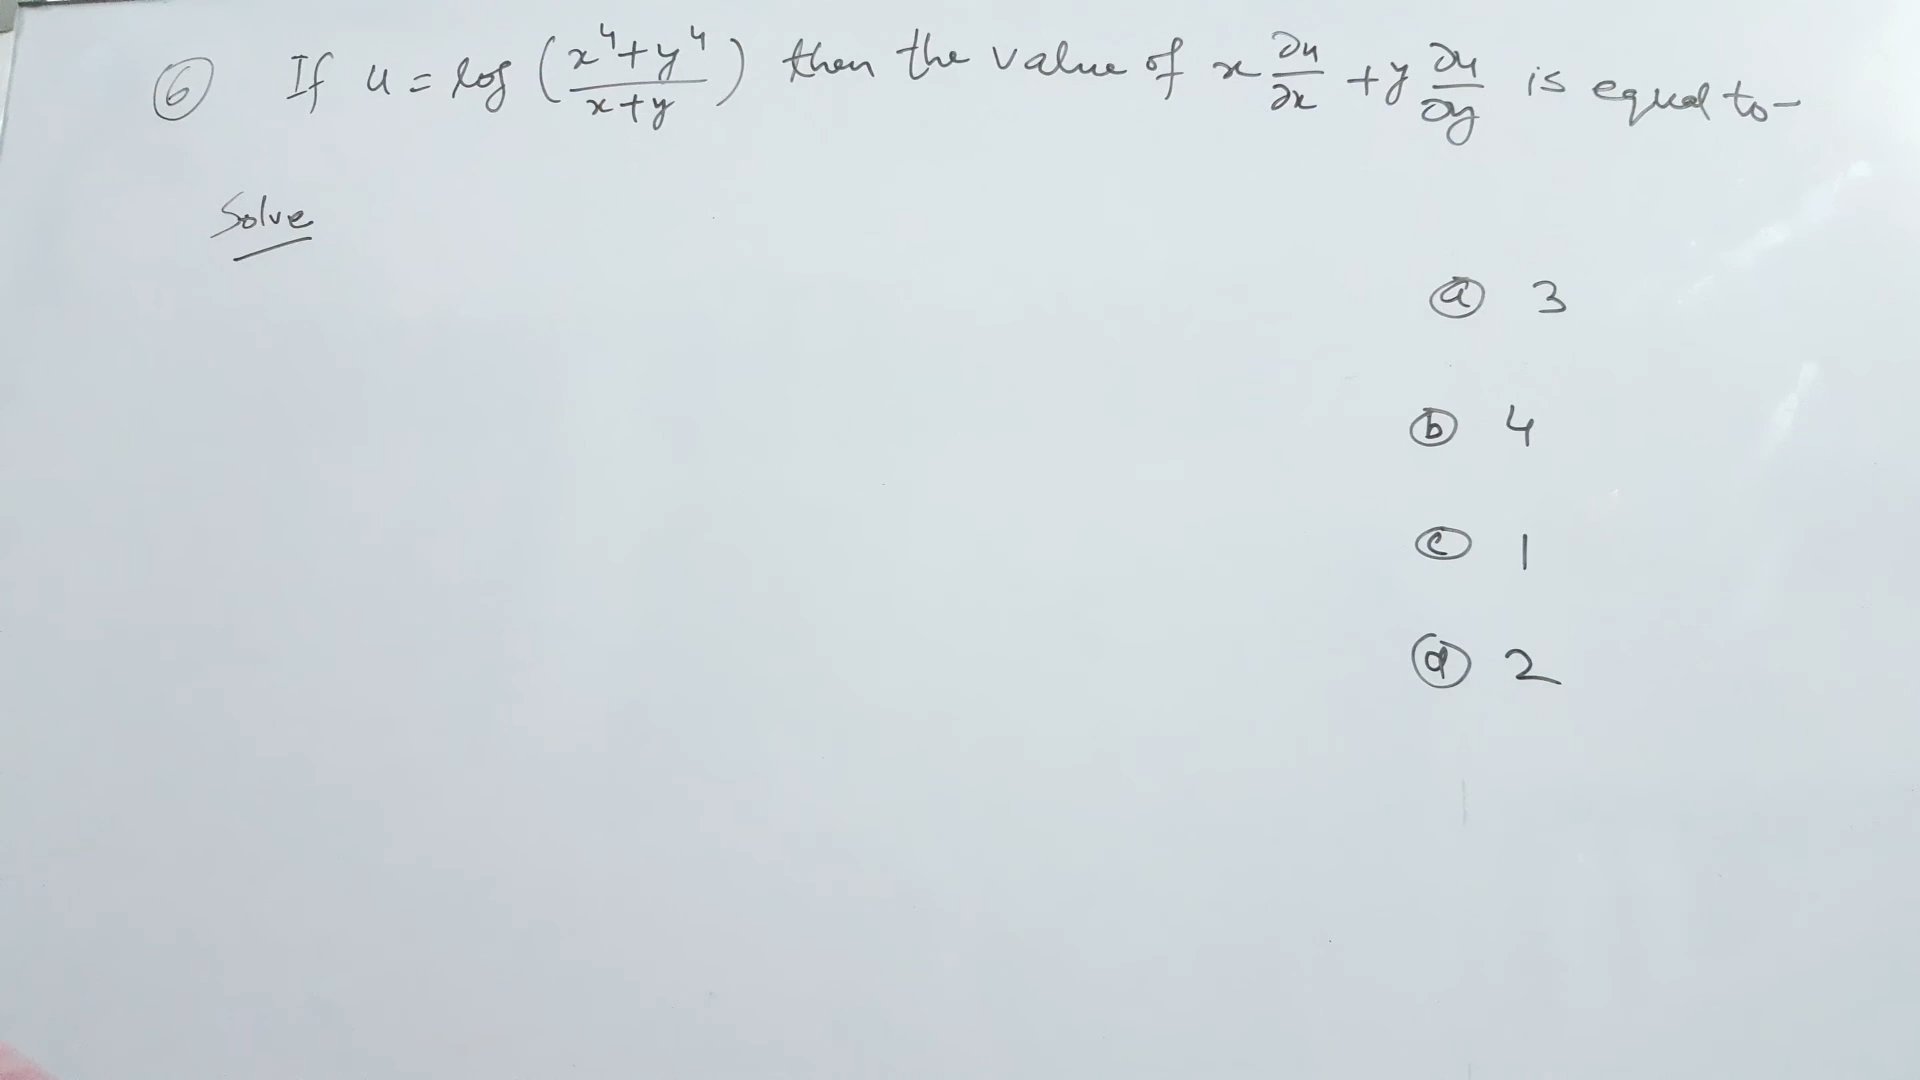 ⑥ If u = log (x⁴+y⁴ / x+y) then the value of x ∂u/∂x + y ∂u/∂y is equal to-
Solve
ⓐ 3
ⓑ 4
ⓒ 1
ⓓ 2